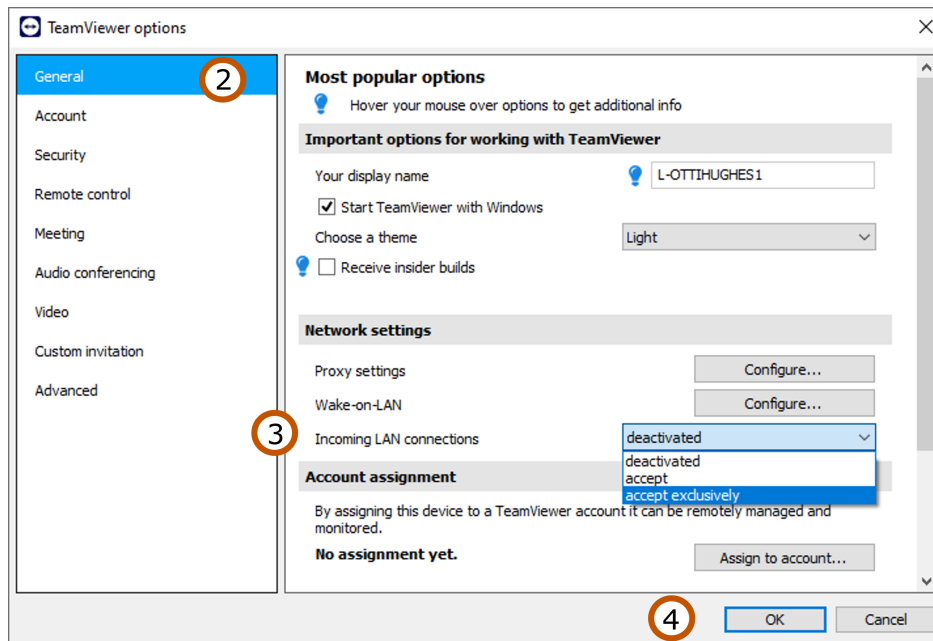 TeamViewer options
General
2
Account
Security
Remote control
Meeting
Audio conferencing
Video
Custom invitation
Advanced
Most popular options
Hover your mouse over options to get additional info
Important options for working with TeamViewer
Your display name
L-OTTIHUGHES1
Start TeamViewer with Windows
Choose a theme
Light
Receive insider builds
Network settings
Proxy settings
Configure...
Wake-on-LAN
Configure...
3
Incoming LAN connections
deactivated
deactivated
accept
accept exclusively
Account assignment
By assigning this device to a TeamViewer account it can be remotely managed and
monitored.
No assignment yet.
Assign to account...
4
OK
Cancel